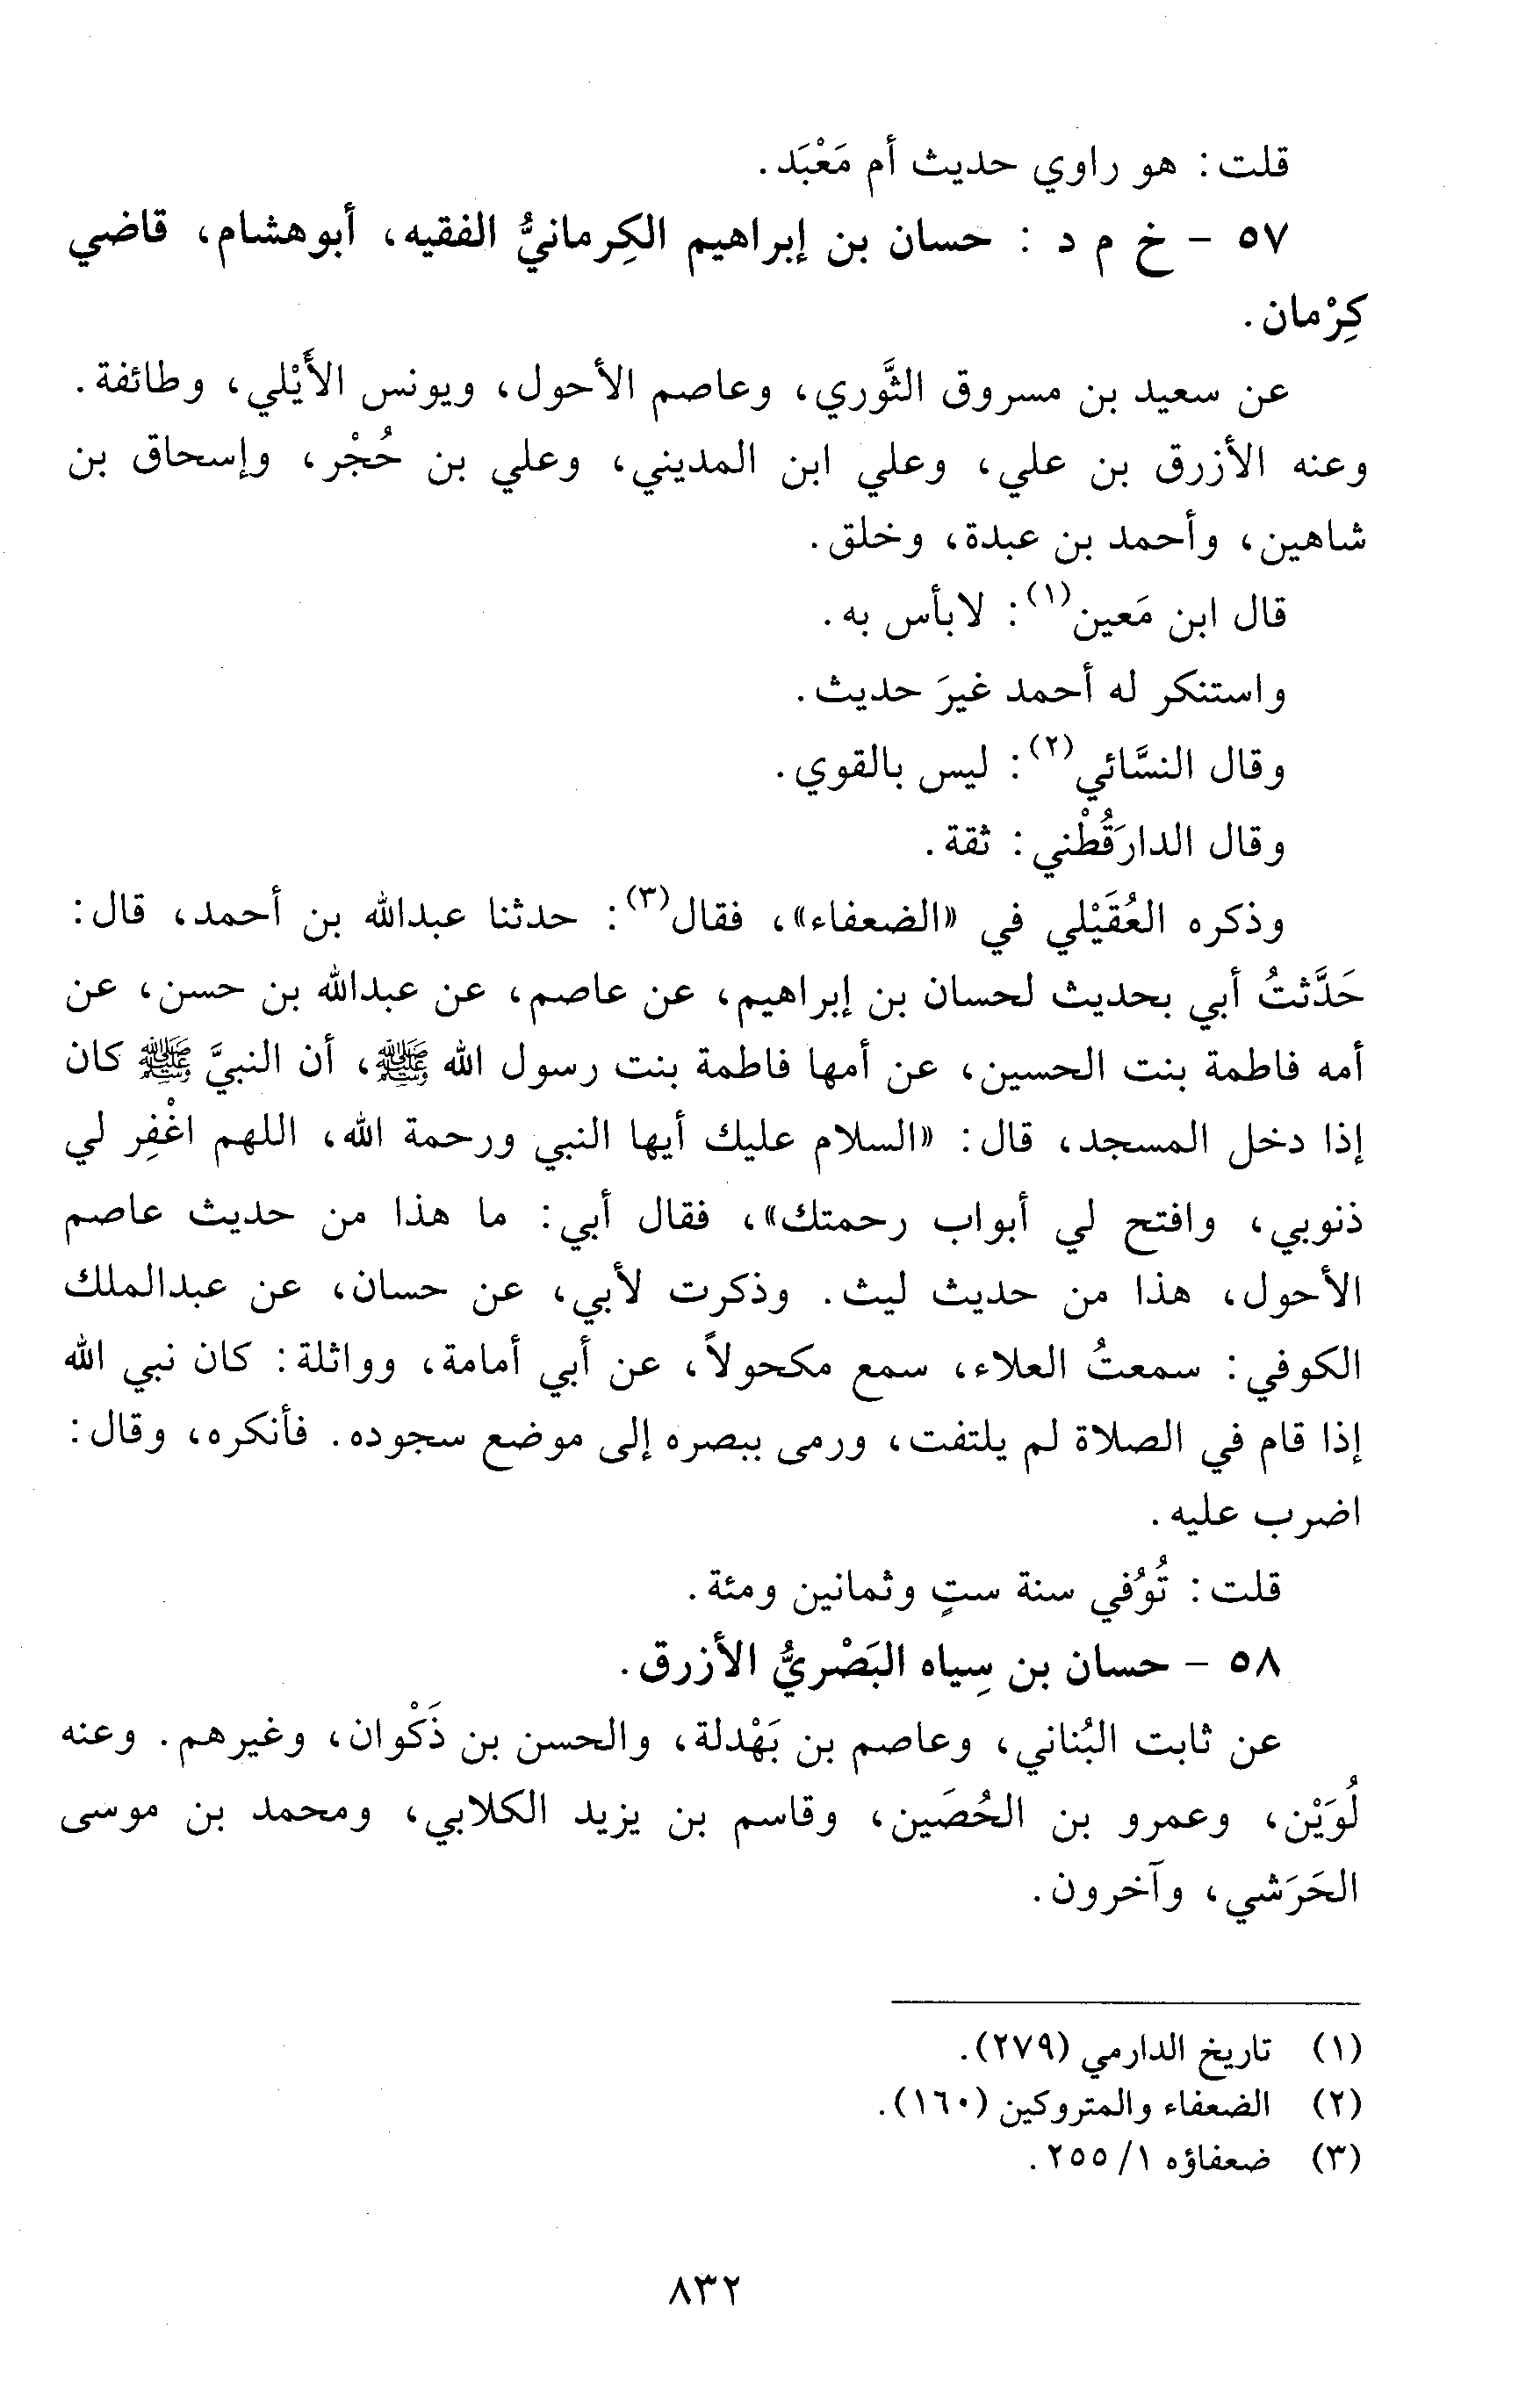 قلت: هو راوي حديث أم مَعْبَد.
٥٧ - خ م د : حسان بن إبراهيم الكِرمانيُّ الفقيه، أبوهشام، قاضي
كِرْمان.
عن سعيد بن مسروق الثَّوري، وعاصم الأحول، ويونس الأَيْلي، وطائفة.
وعنه الأزرق بن علي، وعلي ابن المديني، وعلي بن حُجْر، وإسحاق بن
شاهين، وأحمد بن عبدة، وخلق.
قال ابن مَعين(١): لابأس به.
واستنكر له أحمد غيرَ حديث.
وقال النسَّائي(٢): ليس بالقوي.
وقال الدارَقُطْني: ثقة.
وذكره العُقَيْلي في «الضعفاء»، فقال(٣): حدثنا عبدالله بن أحمد، قال:
حَدَّثتُ أبي بحديث لحسان بن إبراهيم، عن عاصم، عن عبدالله بن حسن، عن
أمه فاطمة بنت الحسين، عن أمها فاطمة بنت رسول الله ﷺ، أن النبيَّ ﷺ كان
إذا دخل المسجد، قال: «السلام عليك أيها النبي ورحمة الله، اللهم اغْفِر لي
ذنوبي، وافتح لي أبواب رحمتك»، فقال أبي: ما هذا من حديث عاصم
الأحول، هذا من حديث ليث. وذكرت لأبي، عن حسان، عن عبدالملك
الكوفي: سمعتُ العلاء، سمع مكحولاً، عن أبي أمامة، وواثلة: كان نبي الله
إذا قام في الصلاة لم يلتفت، ورمى ببصره إلى موضع سجوده. فأنكره، وقال:
اضرب عليه.
قلت: تُوُفي سنة ستٍ وثمانين ومئة.
٥٨ - حسان بن سِياه البَصْريُّ الأزرق.
عن ثابت البُناني، وعاصم بن بَهْدلة، والحسن بن ذَكْوان، وغيرهم. وعنه
لُوَيْن، وعمرو بن الحُصَين، وقاسم بن يزيد الكلابي، ومحمد بن موسى
الحَرَشي، وآخرون.
(١) تاريخ الدارمي (٢٧٩).
(٢) الضعفاء والمتروكين (١٦٠).
(٣) ضعفاؤه ١/ ٢٥٥.
٨٣٢